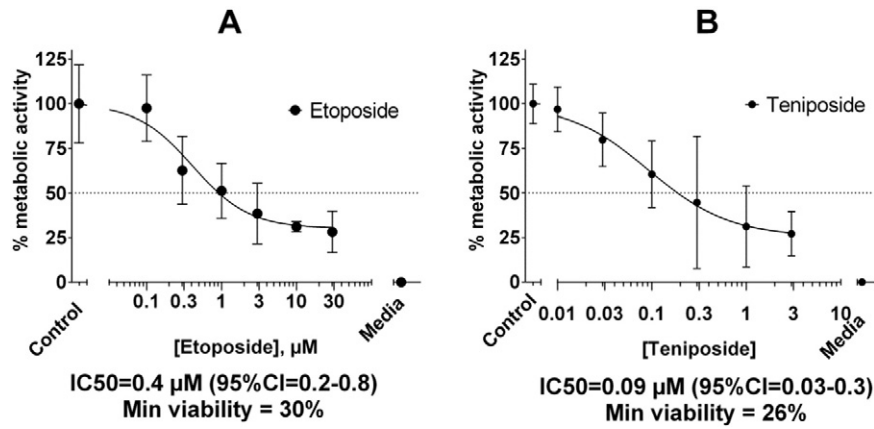 A
% metabolic activity
125
100
75
50
25
0
Etoposide
Control
0.1 0.3 1 3 10 30
Media
[Etoposide], µM
IC50=0.4 µM (95%CI=0.2-0.8)
Min viability = 30%
B
% metabolic activity
125
100
75
50
25
0
Teniposide
Control
0.01 0.03 0.1 0.3 1 3 10
Media
[Teniposide]
IC50=0.09 µM (95%CI=0.03-0.3)
Min viability = 26%